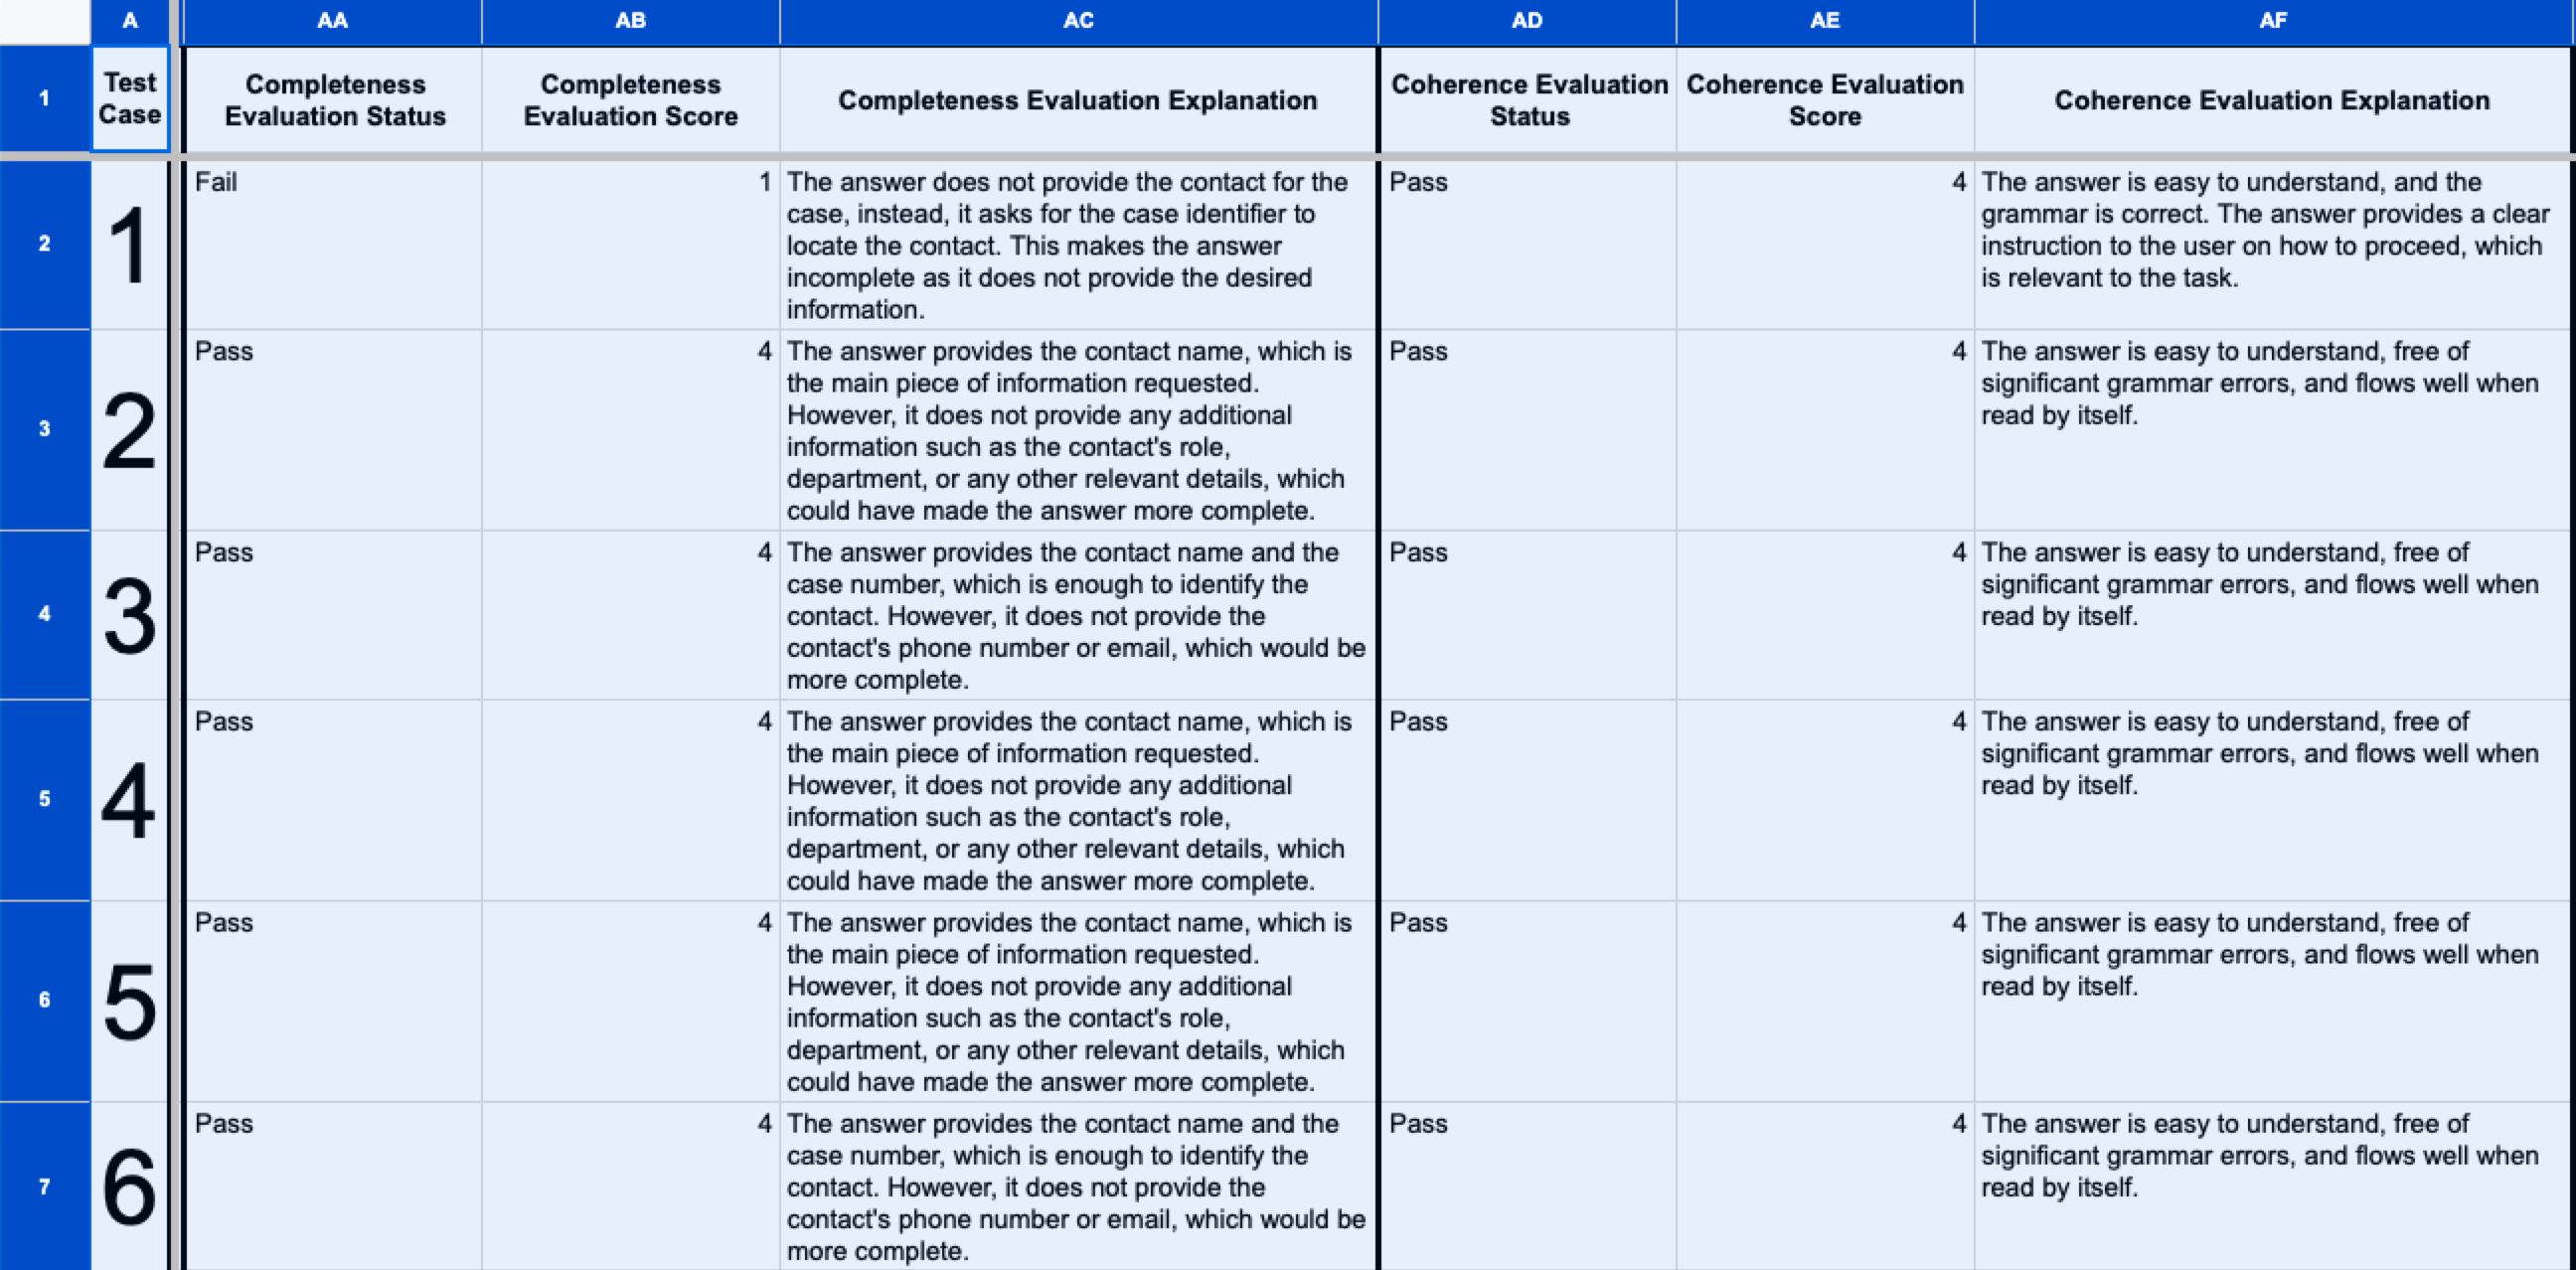 A AA AB AC AD AE AF
1
Test
Case
Completeness
Evaluation Status
Completeness
Evaluation Score
Completeness Evaluation Explanation
Coherence Evaluation
Status
Coherence Evaluation
Score
Coherence Evaluation Explanation
2
1
Fail
1
The answer does not provide the contact for the
case, instead, it asks for the case identifier to
locate the contact. This makes the answer
incomplete as it does not provide the desired
information.
Pass
4
The answer is easy to understand, and the
grammar is correct. The answer provides a clear
instruction to the user on how to proceed, which
is relevant to the task.
3
2
Pass
4
The answer provides the contact name, which is
the main piece of information requested.
However, it does not provide any additional
information such as the contact's role,
department, or any other relevant details, which
could have made the answer more complete.
Pass
4
The answer is easy to understand, free of
significant grammar errors, and flows well when
read by itself.
4
3
Pass
4
The answer provides the contact name and the
case number, which is enough to identify the
contact. However, it does not provide the
contact's phone number or email, which would be
more complete.
Pass
4
The answer is easy to understand, free of
significant grammar errors, and flows well when
read by itself.
5
4
Pass
4
The answer provides the contact name, which is
the main piece of information requested.
However, it does not provide any additional
information such as the contact's role,
department, or any other relevant details, which
could have made the answer more complete.
Pass
4
The answer is easy to understand, free of
significant grammar errors, and flows well when
read by itself.
6
5
Pass
4
The answer provides the contact name, which is
the main piece of information requested.
However, it does not provide any additional
information such as the contact's role,
department, or any other relevant details, which
could have made the answer more complete.
Pass
4
The answer is easy to understand, free of
significant grammar errors, and flows well when
read by itself.
7
6
Pass
4
The answer provides the contact name and the
case number, which is enough to identify the
contact. However, it does not provide the
contact's phone number or email, which would be
more complete.
Pass
4
The answer is easy to understand, free of
significant grammar errors, and flows well when
read by itself.